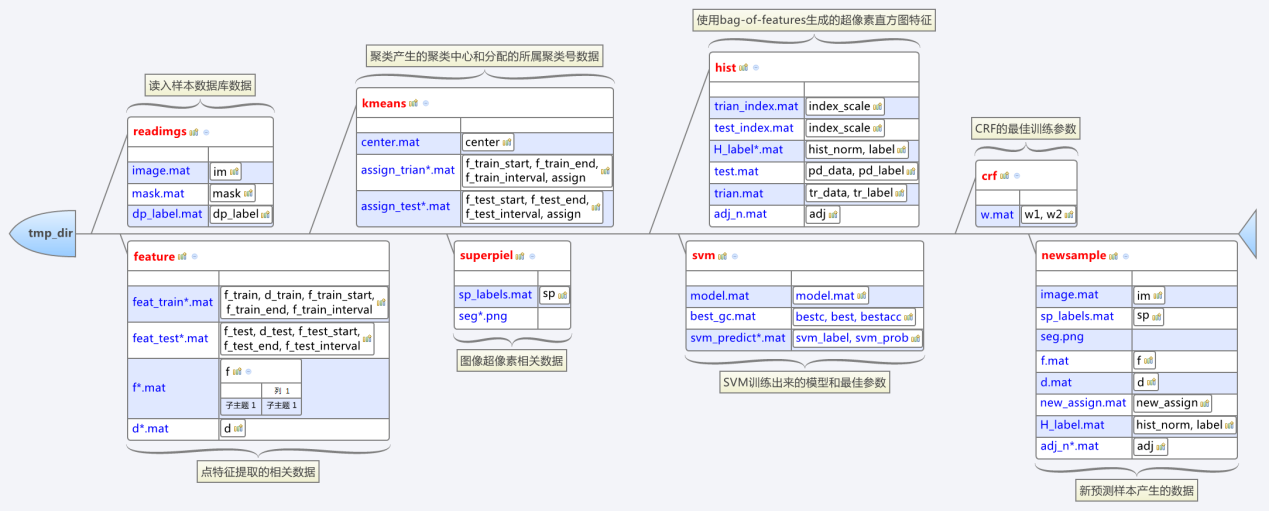 tmp_dir
读入样本数据库数据
readimgs
image.mat im
mask.mat mask
dp_label.mat dp_label
聚类产生的聚类中心和分配的所属聚类号数据
kmeans
center.mat center
assign_trian*.mat f_train_start, f_train_end,
f_train_interval, assign
assign_test*.mat f_test_start, f_test_end,
f_test_interval, assign
使用bag-of-features生成的超像素直方图特征
hist
trian_index.mat index_scale
test_index.mat index_scale
H_label*.mat hist_norm, label
test.mat pd_data, pd_label
trian.mat tr_data, tr_label
adj_n.mat adj
CRF的最佳训练参数
crf
w.mat w1, w2
feature
feat_train*.mat f_train, d_train, f_train_start,
f_train_end, f_train_interval
feat_test*.mat f_test, d_test, f_test_start,
f_test_end, f_test_interval
f*.mat f
列 1
子主题 1 子主题 1
d*.mat d
点特征提取的相关数据
superpiel
sp_labels.mat sp
seg*.png
图像超像素相关数据
svm
model.mat model.mat
best_gc.mat bestc, best, bestacc
svm_predict*.mat svm_label, svm_prob
SVM训练出来的模型和最佳参数
newsample
image.mat im
sp_labels.mat sp
seg.png
f.mat f
d.mat d
new_assign.mat new_assign
H_label.mat hist_norm, label
adj_n*.mat adj
新预测样本产生的数据